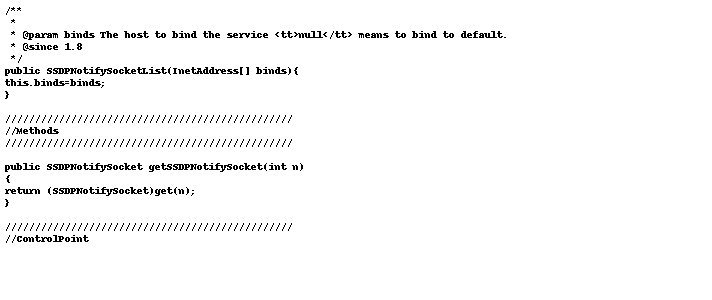 /**
*
* @param binds The host to bind the service <tt>null</tt> means to bind to default.
* @since 1.8
*/
public SSDPNotifySocketList(InetAddress[] binds){
this.binds=binds;
}
////////////////////////////////////////////////
//Methods
////////////////////////////////////////////////
public SSDPNotifySocket getSSDPNotifySocket(int n)
{
return (SSDPNotifySocket)get(n);
}
////////////////////////////////////////////////
//ControlPoint